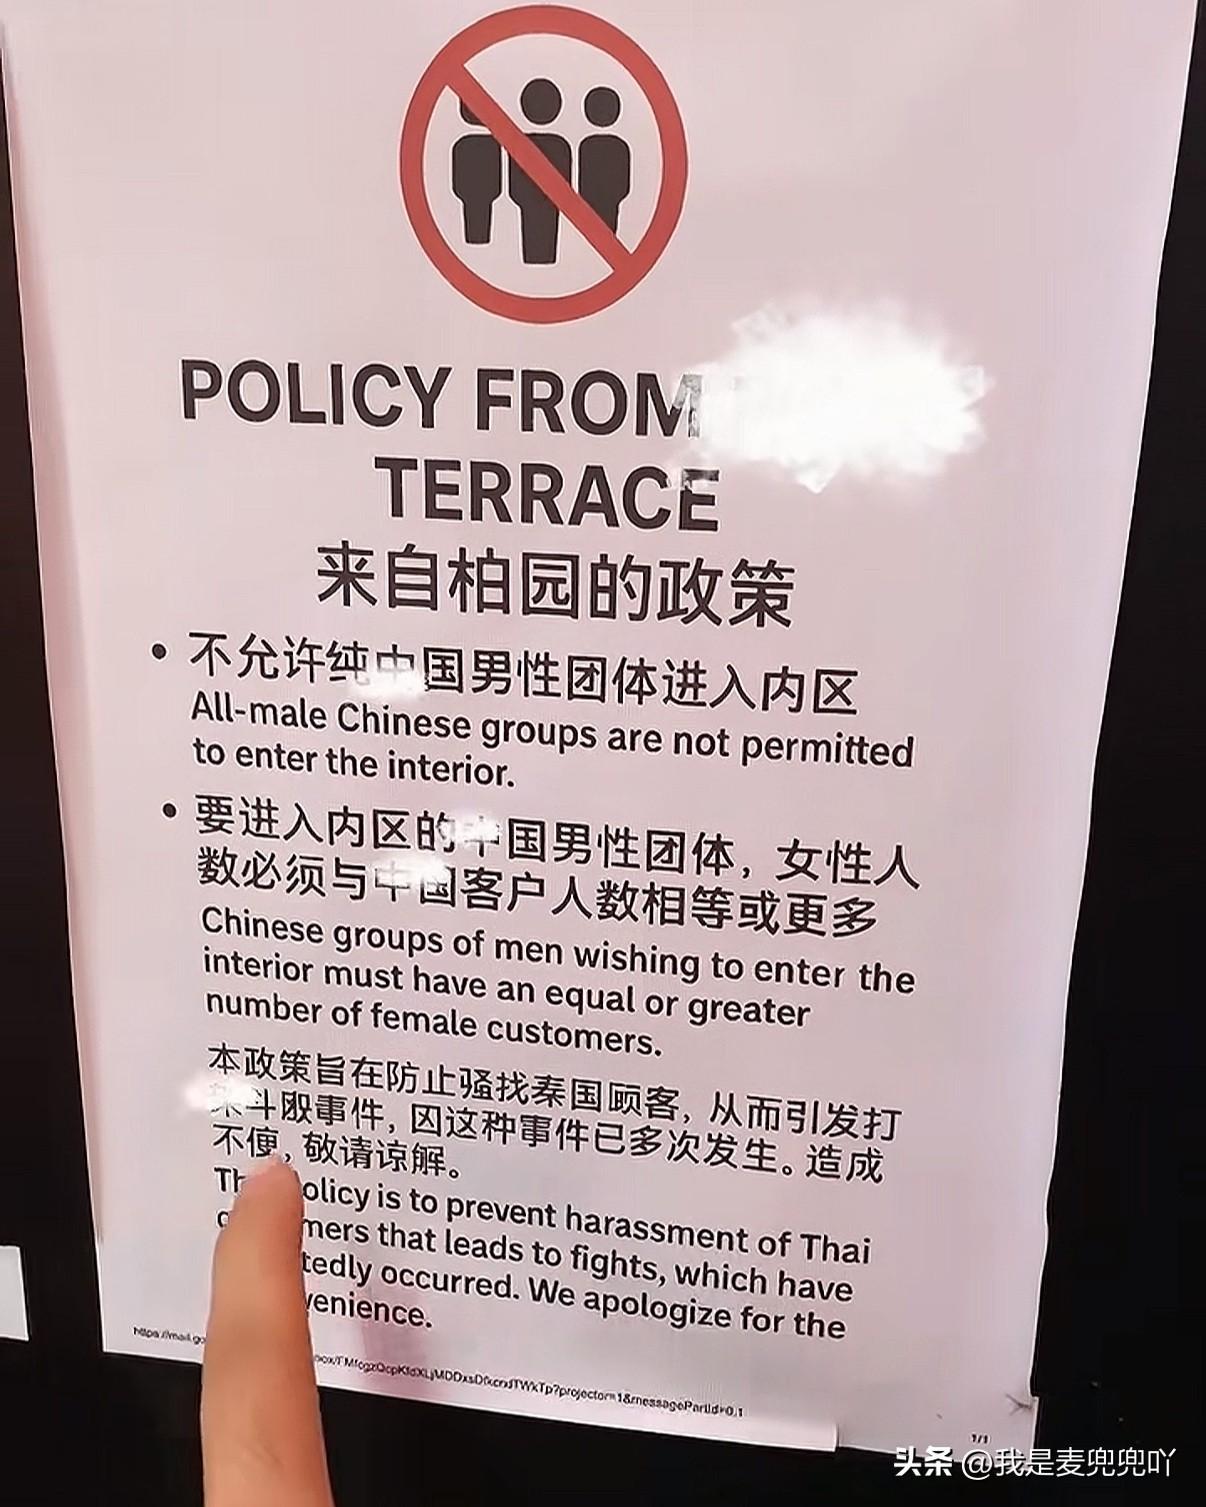 POLICY FROM
TERRACE
来自柏园的政策
• 不允许纯中国男性团体进入内区
All-male Chinese groups are not permitted
to enter the interior.
• 要进入内区的中国男性团体，女性人
数必须与中国客户人数相等或更多
Chinese groups of men wishing to enter the
interior must have an equal or greater
number of female customers.
本政策旨在防止骚找秦国顾客，从而引发打
斗殴事件，因这种事件已多次发生。造成
不便，敬请谅解。
olicy is to prevent harassment of Thai
mers that leads to fights, which have
tedly occurred. We apologize for the
venience.
1/1
头条 @我是麦兜兜吖